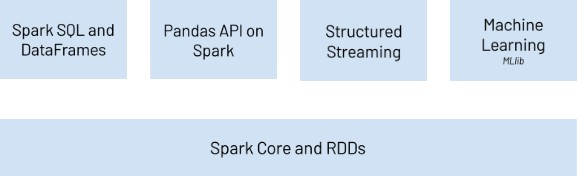 Spark SQL and
DataFrames
Pandas API on
Spark
Structured
Streaming
Machine
Learning
MLlib
Spark Core and RDDs